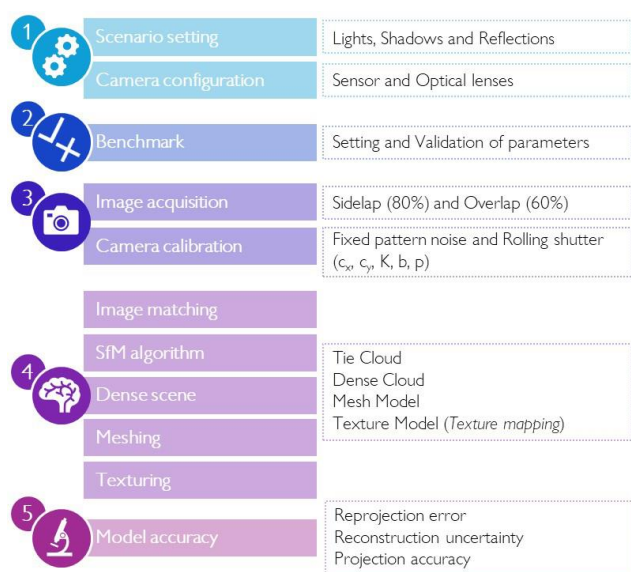 1
Scenario setting
Lights, Shadows and Reflections
Camera configuration
Sensor and Optical lenses
2
Benchmark
Setting and Validation of parameters
3
Image acquisition
Sidelap (80%) and Overlap (60%)
Camera calibration
Fixed pattern noise and Rolling shutter
(cx, cy, K, b, p)
4
Image matching
SfM algorithm
Dense scene
Meshing
Texturing
Tie Cloud
Dense Cloud
Mesh Model
Texture Model (Texture mapping)
5
Model accuracy
Reprojection error
Reconstruction uncertainty
Projection accuracy